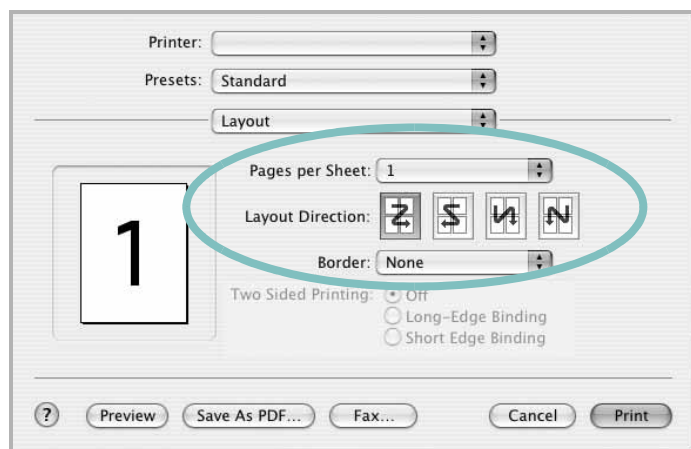 Printer:
Presets: Standard
Layout
Pages per Sheet: 1
1
Layout Direction:
Border: None
Two Sided Printing: Off
Long-Edge Binding
Short Edge Binding
? Preview Save As PDF... Fax... Cancel Print